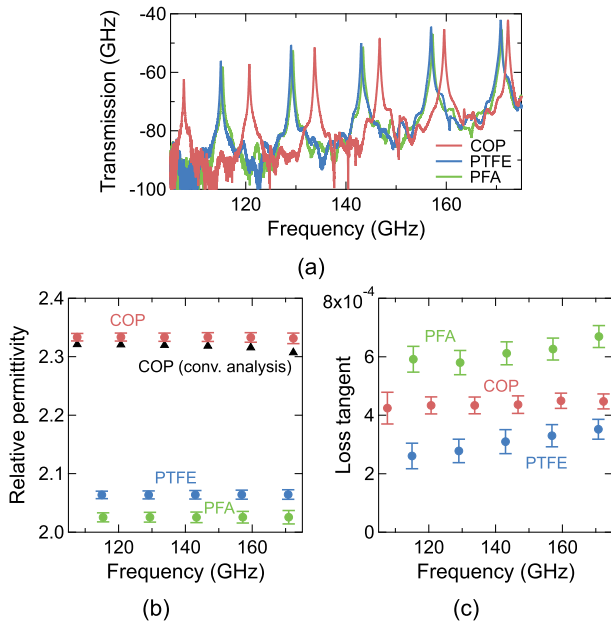 -40
-60
-80
-100
Transmission (GHz)
COP
PTFE
PFA
120 140 160
Frequency (GHz)
(a)
2.4
2.3
2.2
2.1
2.0
Relative permittivity
COP
COP (conv. analysis)
PTFE
PFA
120 140 160
Frequency (GHz)
(b)
8x10-4
6
4
2
0
Loss tangent
PFA
COP
PTFE
120 140 160
Frequency (GHz)
(c)